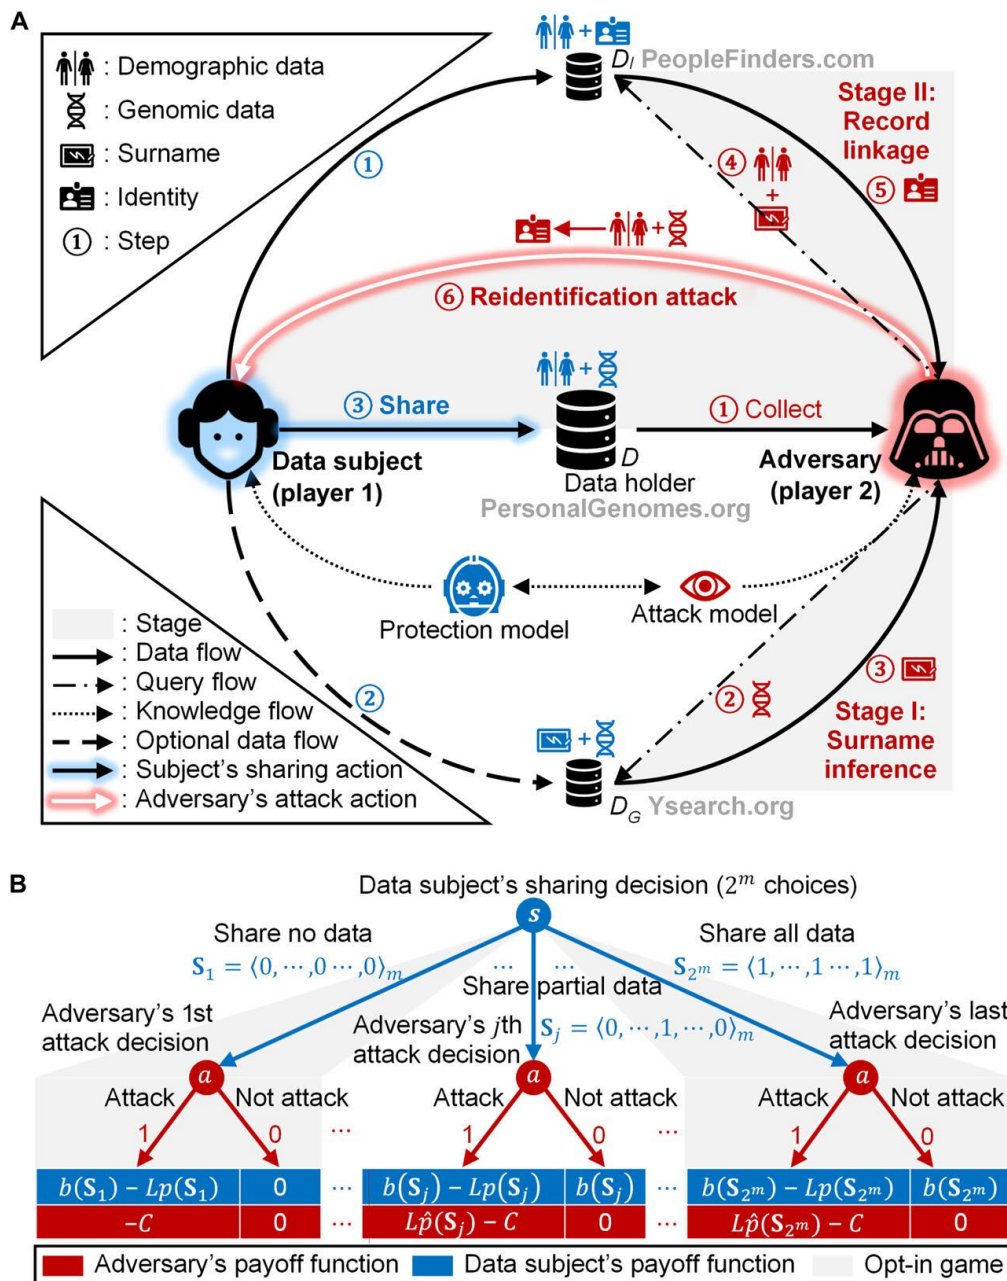 A
: Demographic data
: Genomic data
: Surname
: Identity
① : Step
D_I PeopleFinders.com
Stage II:
Record
linkage
①
④
+
⑤
+
⑥ Reidentification attack
+
③ Share
① Collect
Data subject
(player 1)
D
Data holder
PersonalGenomes.org
Adversary
(player 2)
Protection model
Attack model
: Stage
: Data flow
: Query flow
: Knowledge flow
: Optional data flow
: Subject's sharing action
: Adversary's attack action
②
+
②
③
Stage I:
Surname
inference
D_G Ysearch.org
B
Data subject's sharing decision (2^m choices)
s
Share no data
S_1 = ⟨0, ⋯, 0 ⋯, 0⟩_m
⋯ ⋯
Share partial data
S_j = ⟨0, ⋯, 1, ⋯, 0⟩_m
Share all data
S_{2^m} = ⟨1, ⋯, 1 ⋯, 1⟩_m
Adversary's 1st
attack decision
Adversary's jth
attack decision
Adversary's last
attack decision
a a a
Attack Not attack Attack Not attack Attack Not attack
1 0 ⋯ 1 0 ⋯ 1 0
b(S_1) − Lp(S_1) 0 ⋯ b(S_j) − Lp(S_j) b(S_j) ⋯ b(S_{2^m}) − Lp(S_{2^m}) b(S_{2^m})
−C 0 ⋯ Lp̂(S_j) − C 0 ⋯ Lp̂(S_{2^m}) − C 0
Adversary's payoff function Data subject's payoff function Opt-in game